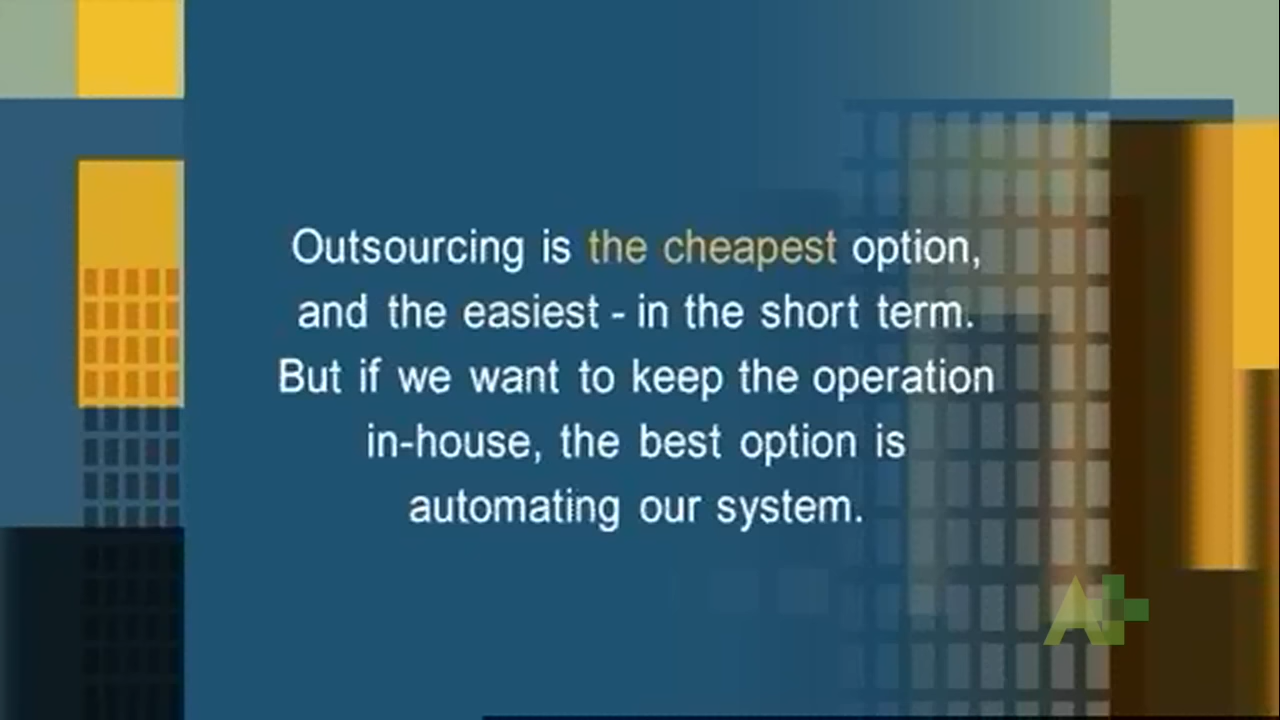 Outsourcing is the cheapest option,
and the easiest - in the short term.
But if we want to keep the operation
in-house, the best option is
automating our system.
A+